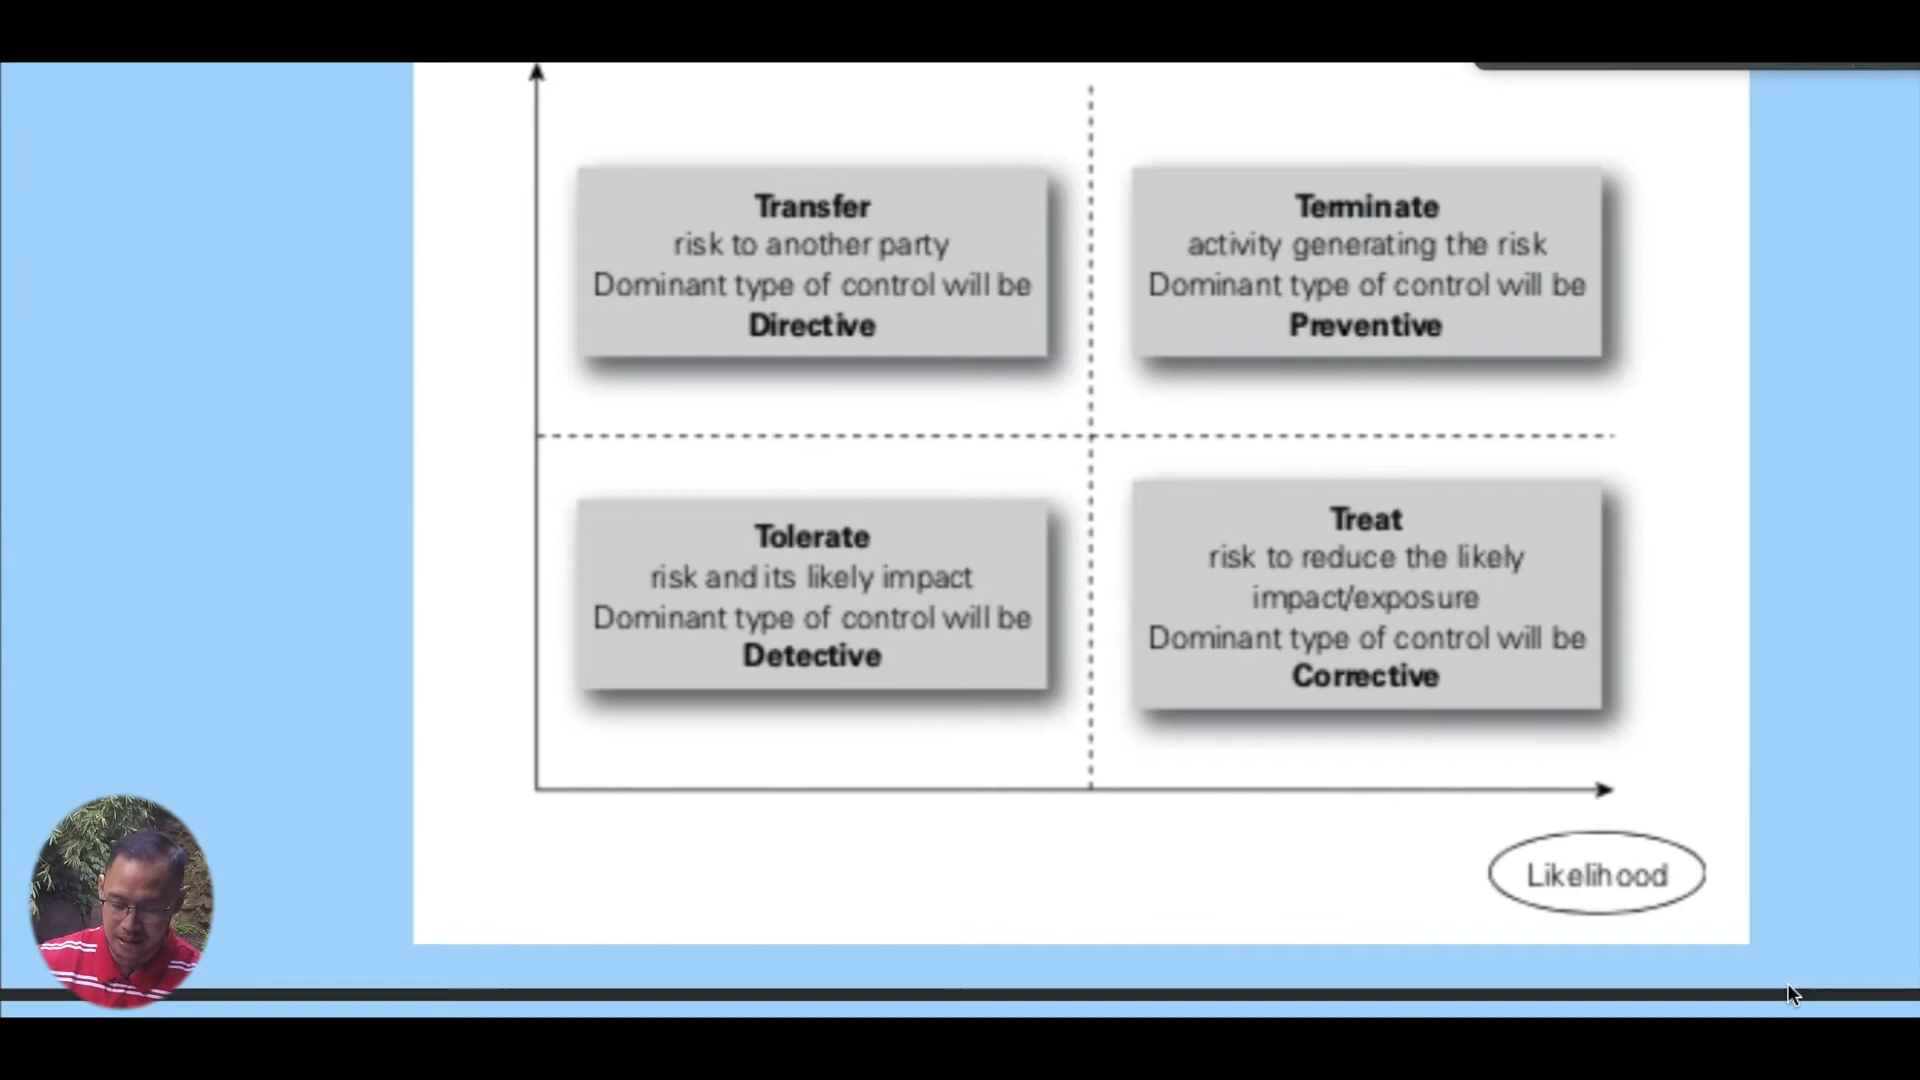 Transfer
risk to another party
Dominant type of control will be
Directive
Terminate
activity generating the risk
Dominant type of control will be
Preventive
Tolerate
risk and its likely impact
Dominant type of control will be
Detective
Treat
risk to reduce the likely
impact/exposure
Dominant type of control will be
Corrective
Likelihood